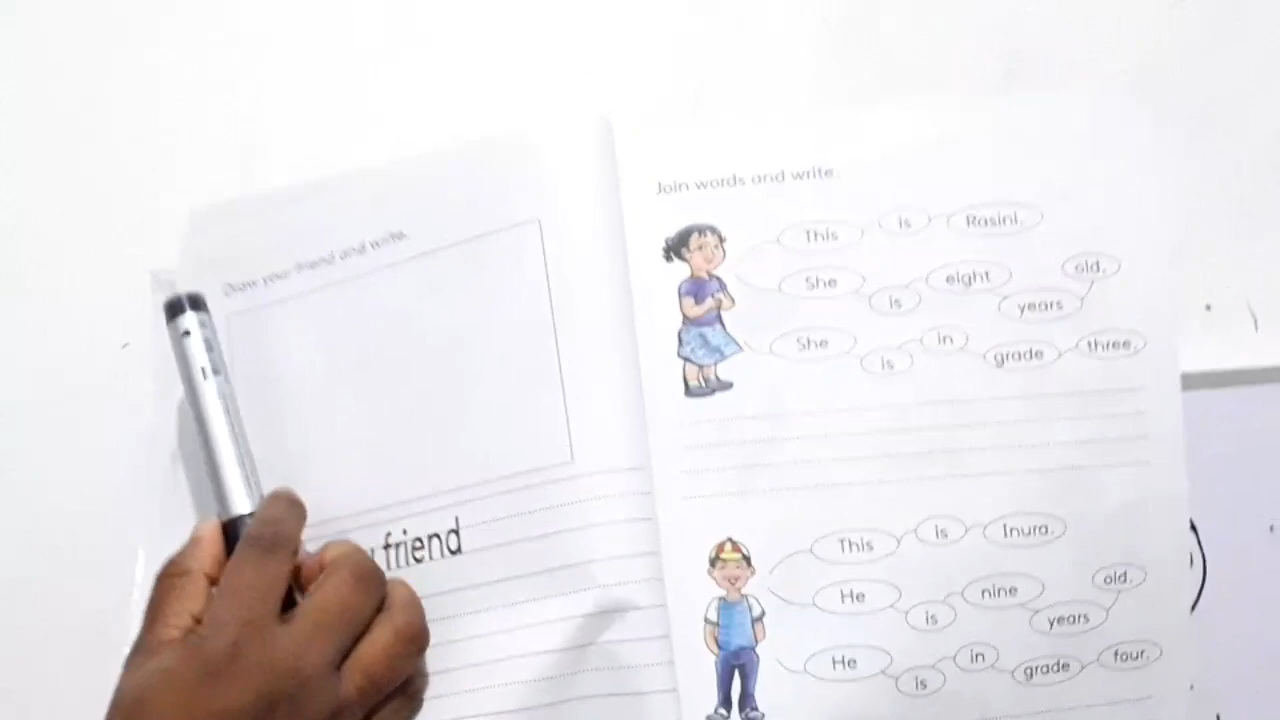 Draw your friend and write.
friend
Join words and write.
This is Rasini.
She is eight years old.
She is in grade three.
This is Inura.
He is nine years old.
He is in grade four.